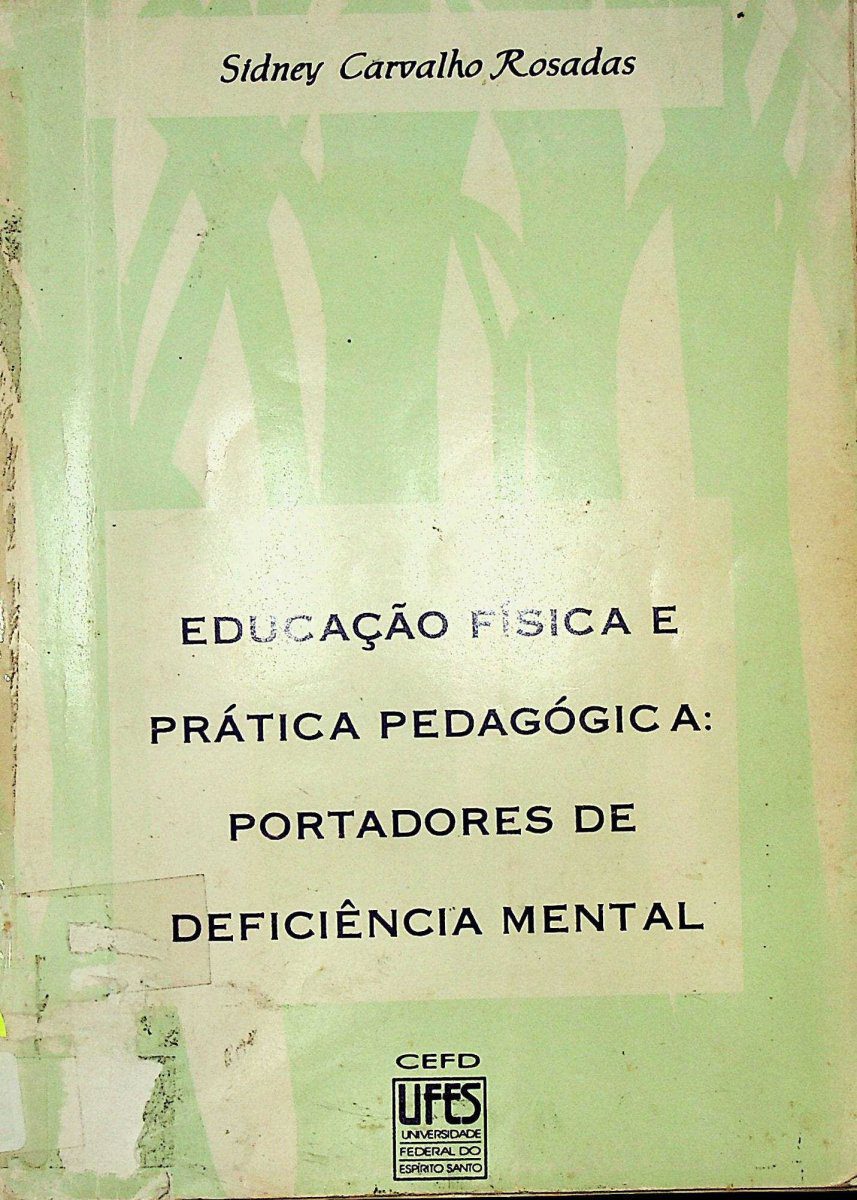 Sidney Carvalho Rosadas
EDUCAÇÃO FÍSICA E
PRÁTICA PEDAGÓGICA:
PORTADORES DE
DEFICIÊNCIA MENTAL
CEFD
UFES
UNIVERSIDADE
FEDERAL DO
ESPÍRITO SANTO